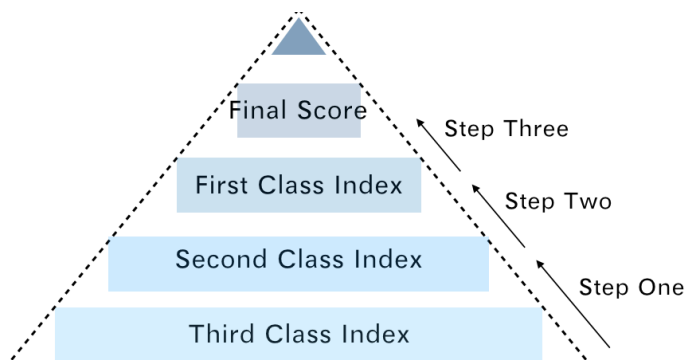 Final Score
Step Three
First Class Index
Step Two
Second Class Index
Step One
Third Class Index